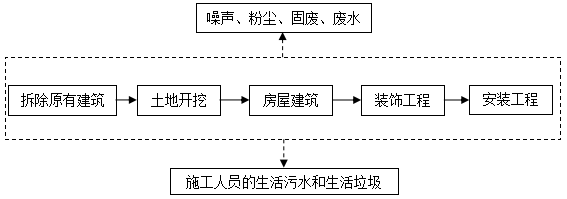 噪声、粉尘、固废、废水
拆除原有建筑
土地开挖
房屋建筑
装饰工程
安装工程
施工人员的生活污水和生活垃圾